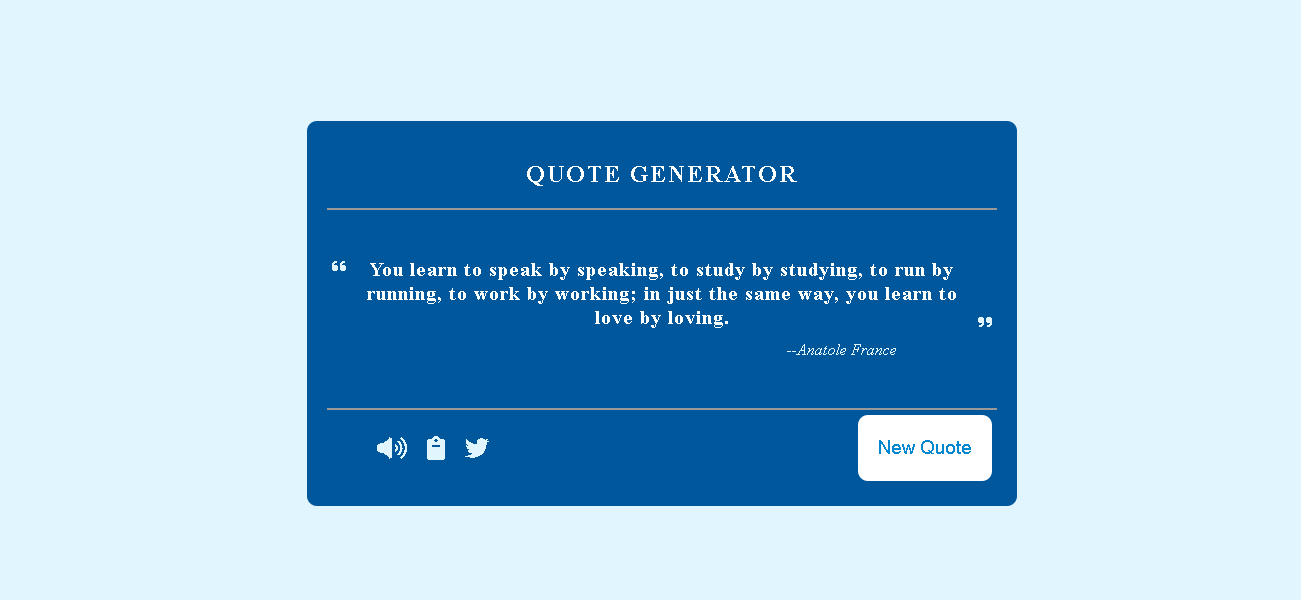 QUOTE GENERATOR
“ You learn to speak by speaking, to study by studying, to run by
running, to work by working; in just the same way, you learn to
love by loving. ”
--Anatole France
New Quote